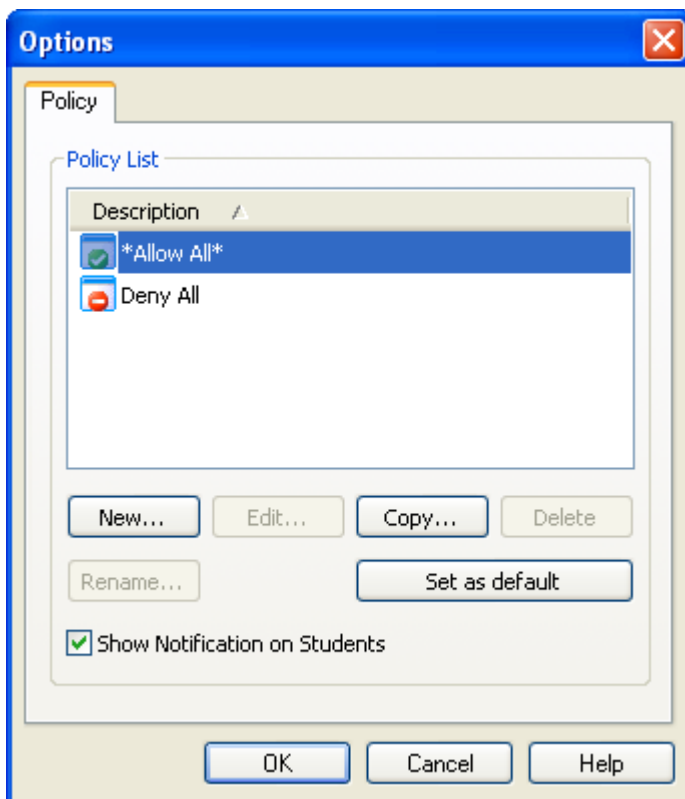 Options
Policy
Policy List
Description
*Allow All*
Deny All
New... Edit... Copy... Delete
Rename... Set as default
Show Notification on Students
OK Cancel Help